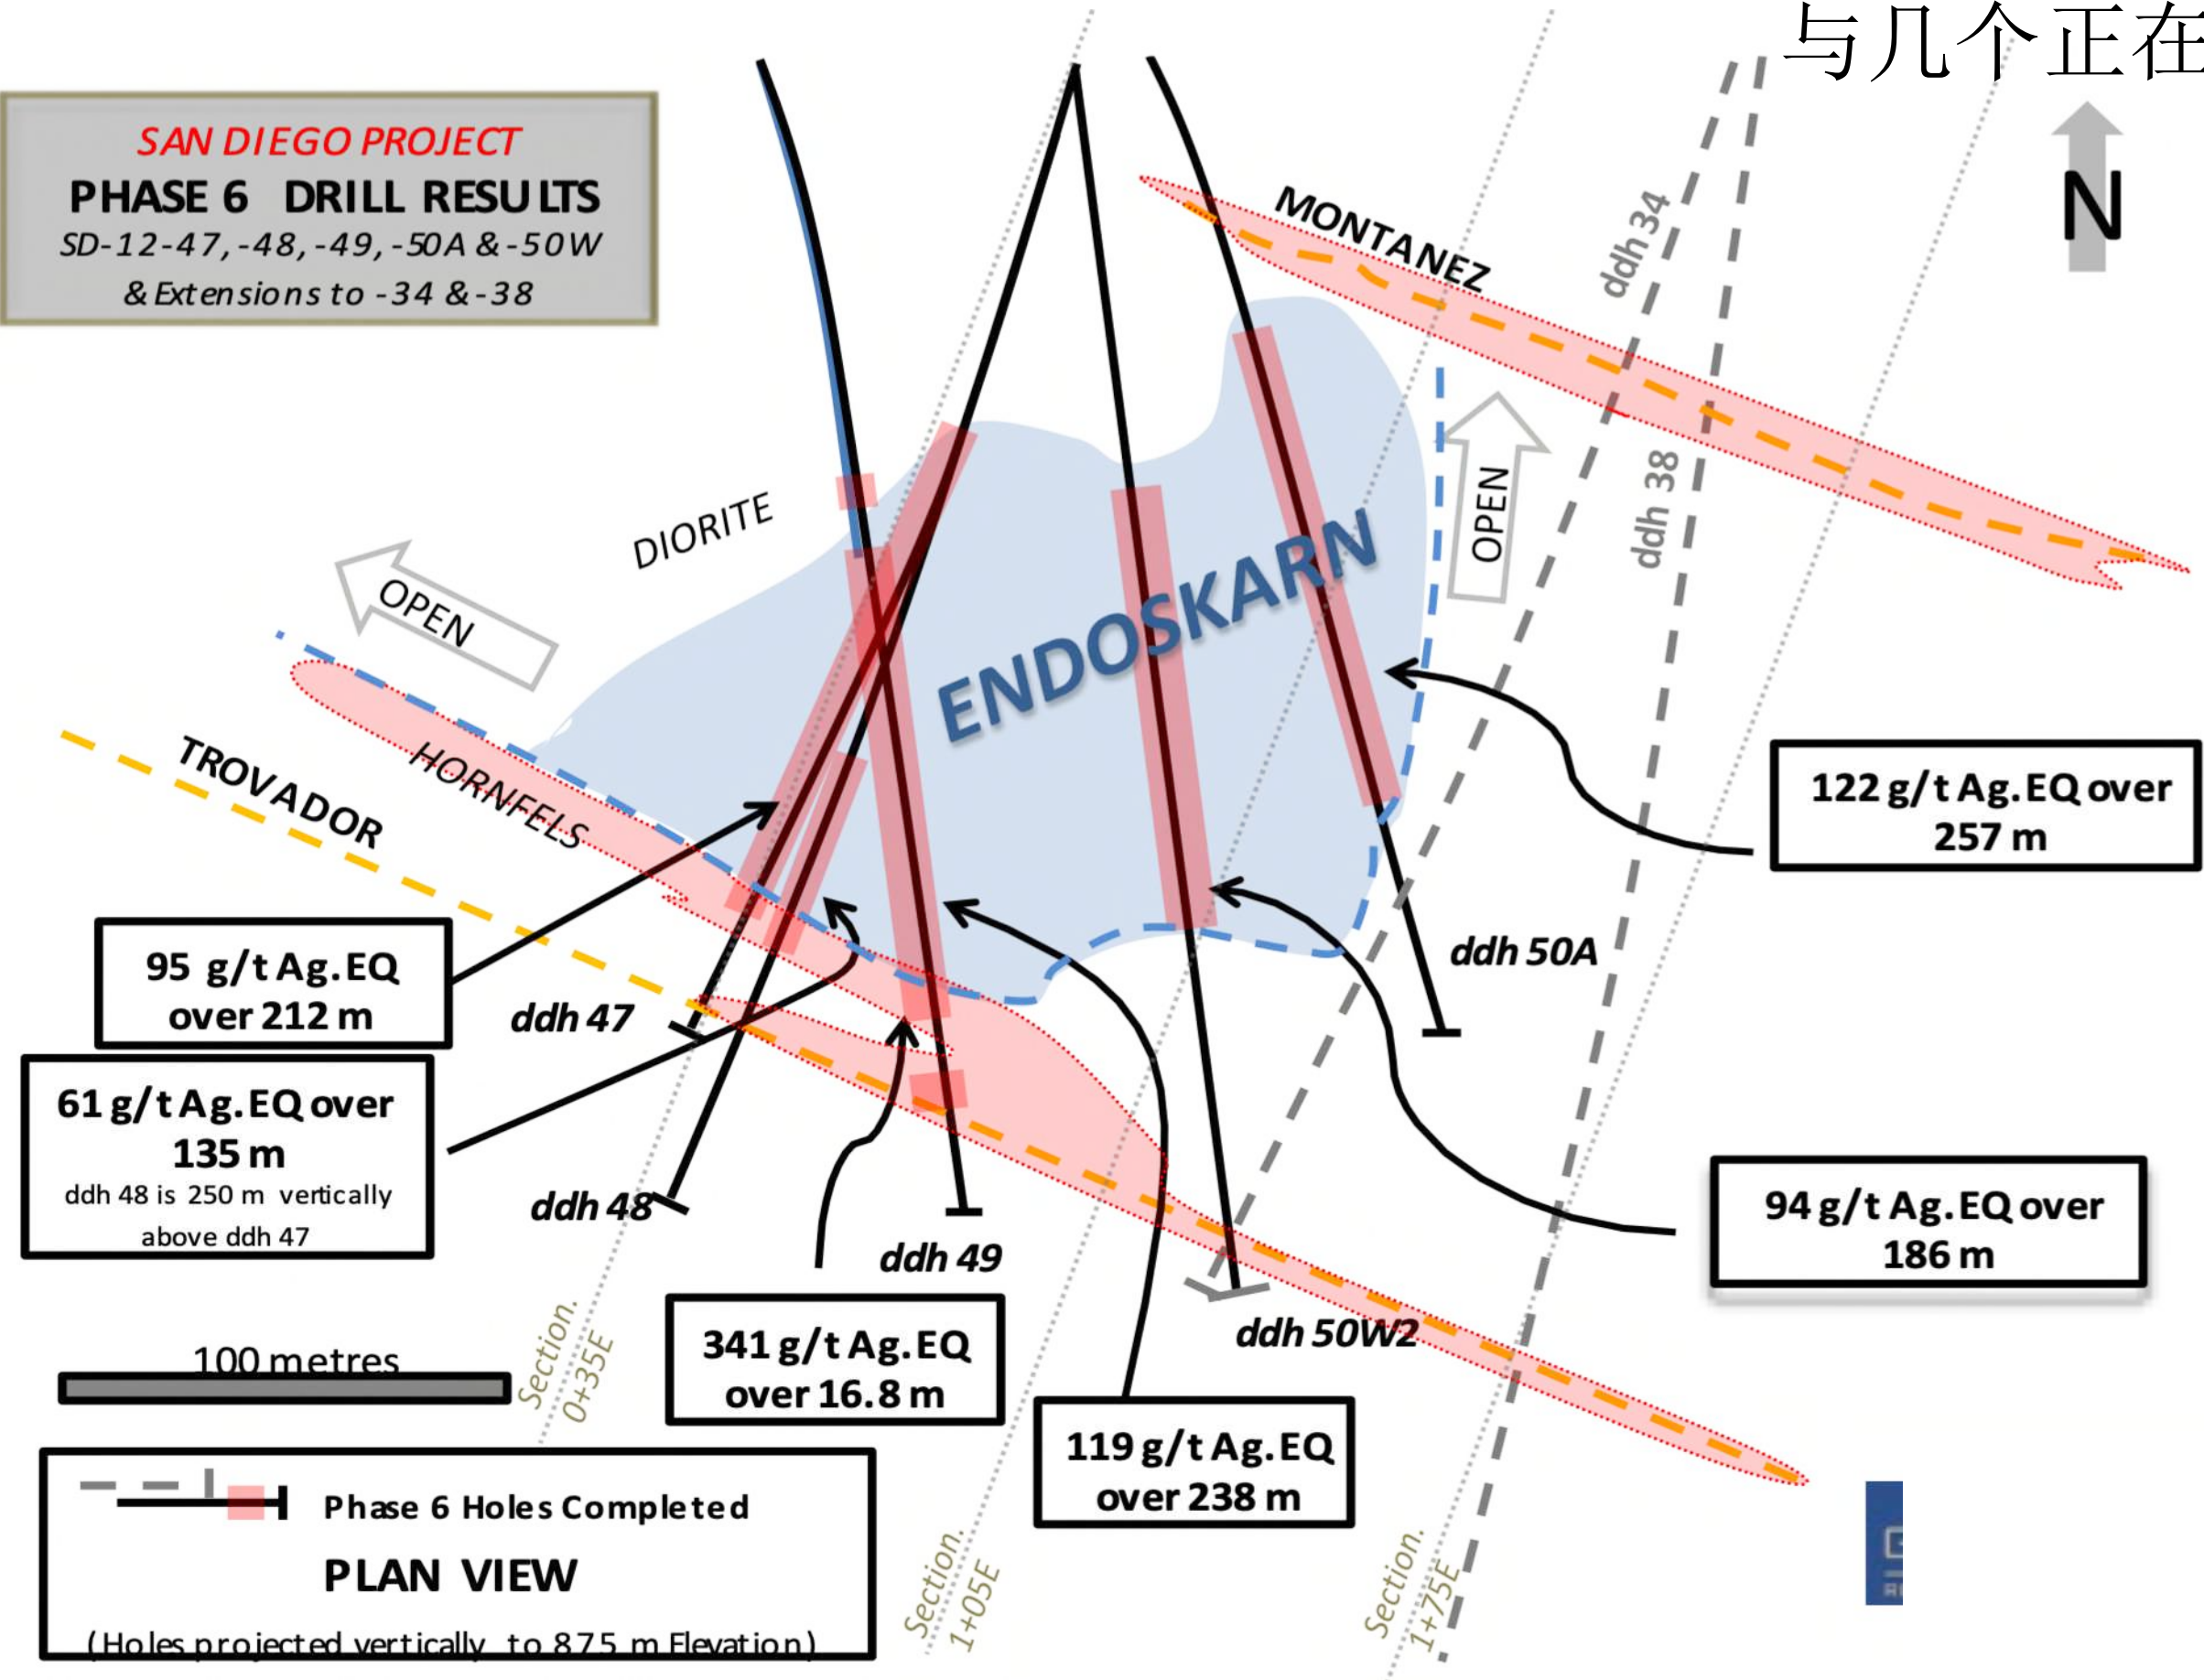 与几个正在
SAN DIEGO PROJECT
PHASE 6 DRILL RESULTS
SD-12-47, -48, -49, -50A & -50W
& Extensions to -34 & -38
N
MONTANEZ
ddh 34
ddh 38
OPEN
DIORITE
OPEN
ENDOSKARN
TROVADOR
HORNFELS
122 g/t Ag.EQ over
257 m
95 g/t Ag.EQ
over 212 m
ddh 47
ddh 50A
61 g/t Ag.EQ over
135 m
ddh 48 is 250 m vertically
above ddh 47
ddh 48
ddh 49
94 g/t Ag.EQ over
186 m
ddh 50W2
341 g/t Ag.EQ
over 16.8 m
100 metres
Section.
0+35E
119 g/t Ag.EQ
over 238 m
Section.
1+05E
Section.
1+75E
Phase 6 Holes Completed
PLAN VIEW
(Holes projected vertically to 875 m Elevation)